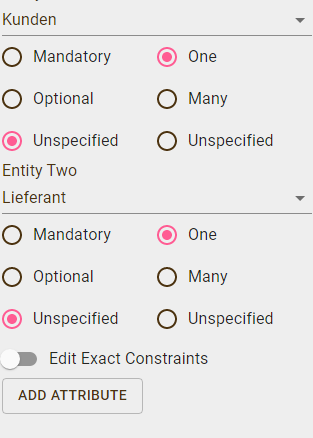 Kunden
Mandatory One
Optional Many
Unspecified Unspecified
Entity Two
Lieferant
Mandatory One
Optional Many
Unspecified Unspecified
Edit Exact Constraints
ADD ATTRIBUTE